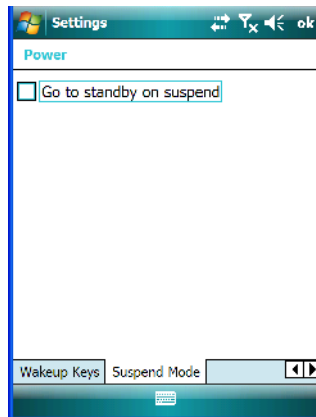 Settings
ok
Power
Go to standby on suspend
Wakeup Keys Suspend Mode